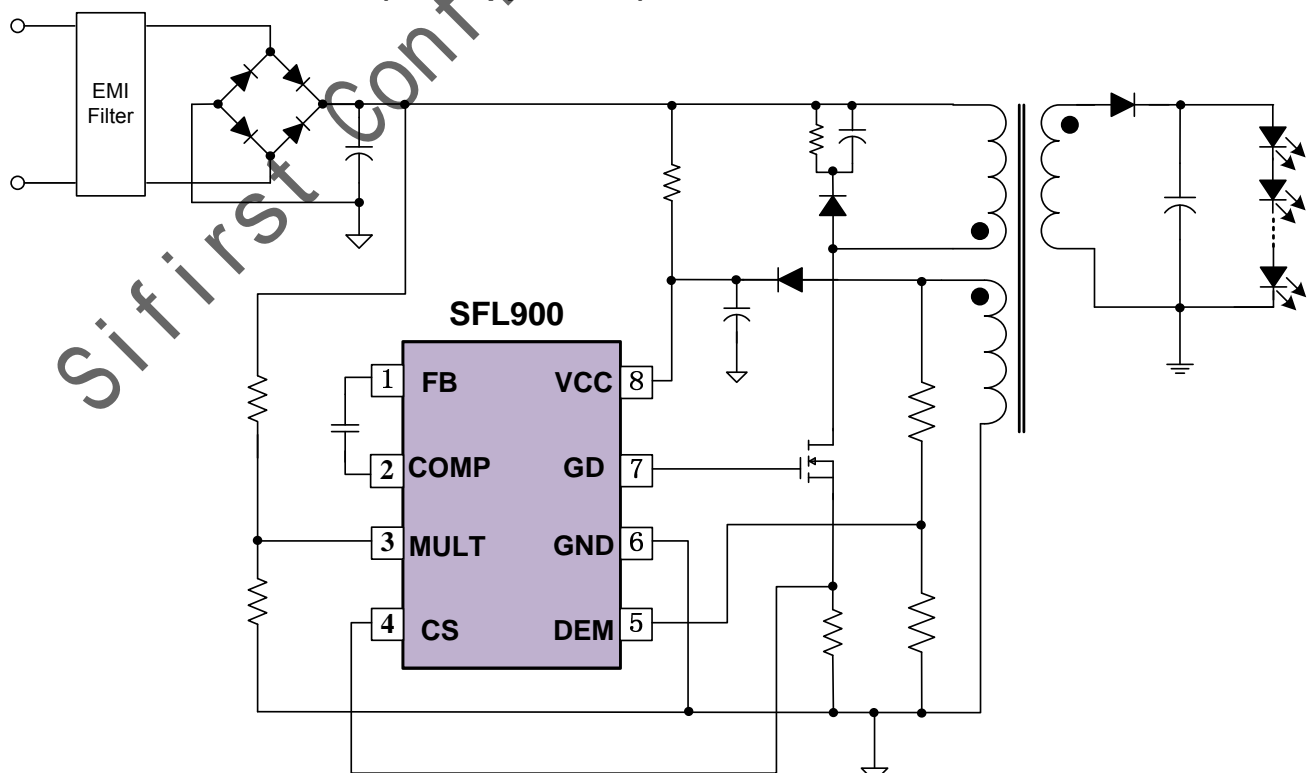 EMI
Filter
Sifirst Conf
SFL900
1 FB
VCC 8
2 COMP
GD 7
3 MULT
GND 6
4 CS
DEM 5